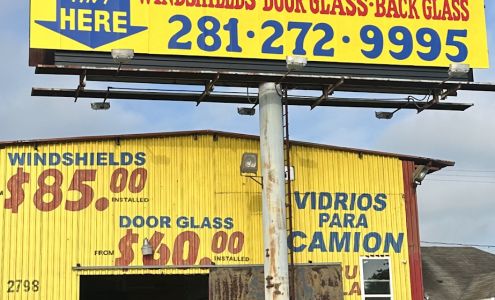 HERE
WINDSHIELDS·DOOR GLASS·BACK GLASS
281·272·9995
WINDSHIELDS
$85.00
INSTALLED
DOOR GLASS
FROM $60.00
INSTALLED
VIDRIOS
PARA
CAMION
2798